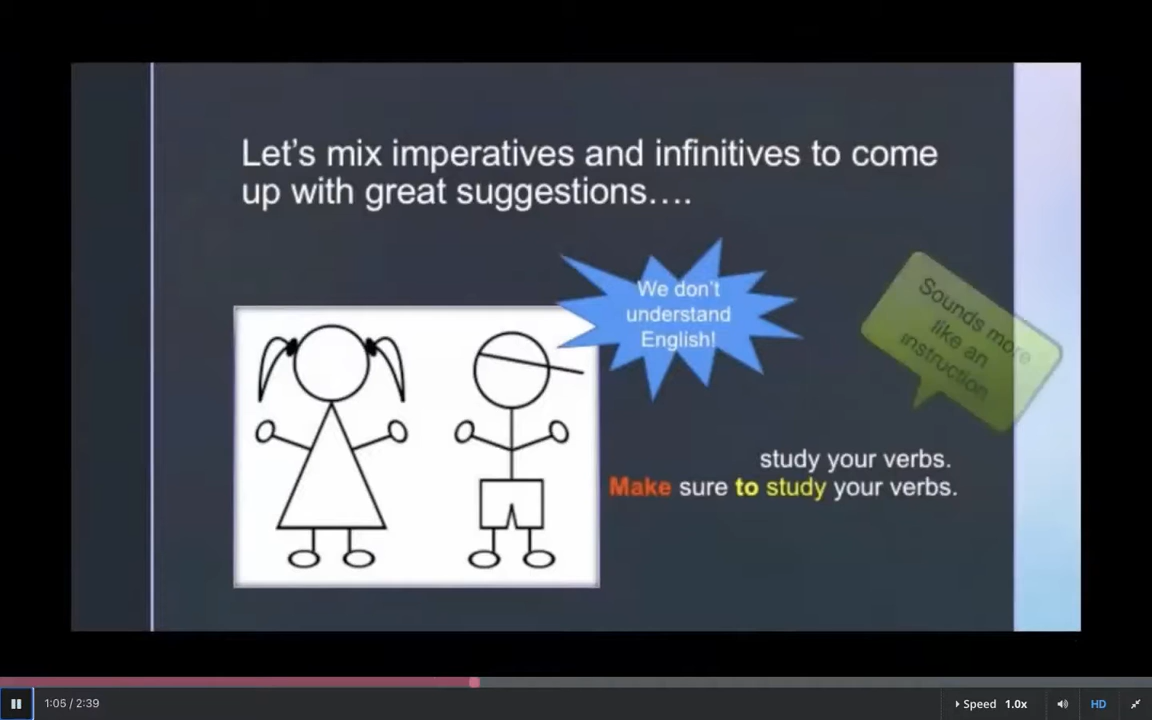 Let's mix imperatives and infinitives to come
up with great suggestions….
We don't
understand
English!
Sounds more
like an
instruction
study your verbs.
Make sure to study your verbs.
1:05 / 2:39
Speed 1.0x
HD